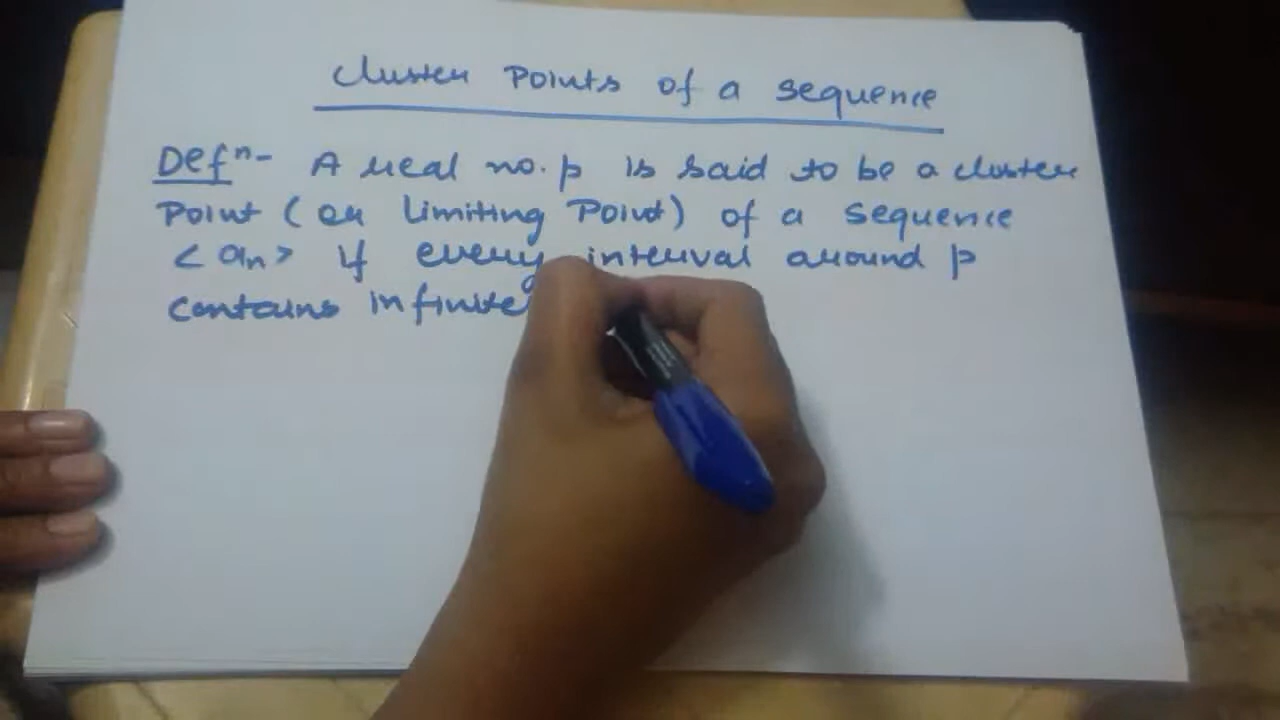 Cluster Points of a sequence
Defⁿ- A real no. p is said to be a cluster
Point (or Limiting Point) of a sequence
<an> if every interval around p
contains infinite